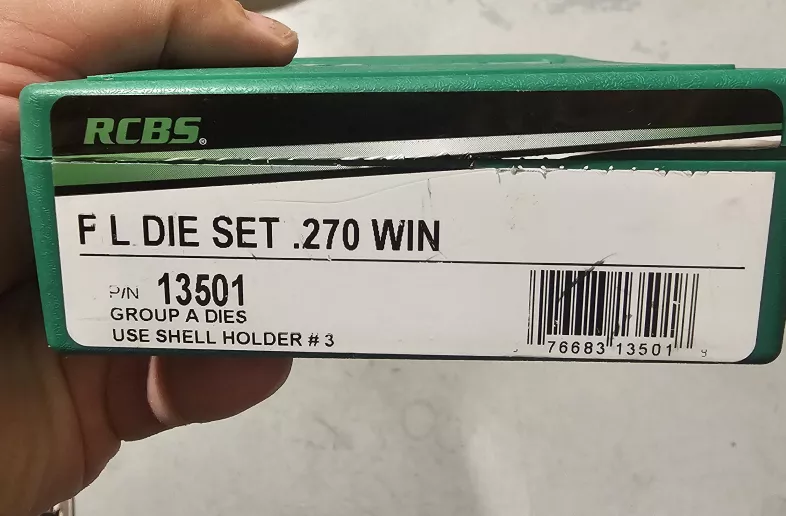 RCBS®
F L DIE SET .270 WIN
P/N 13501
GROUP A DIES
USE SHELL HOLDER # 3
76683 13501